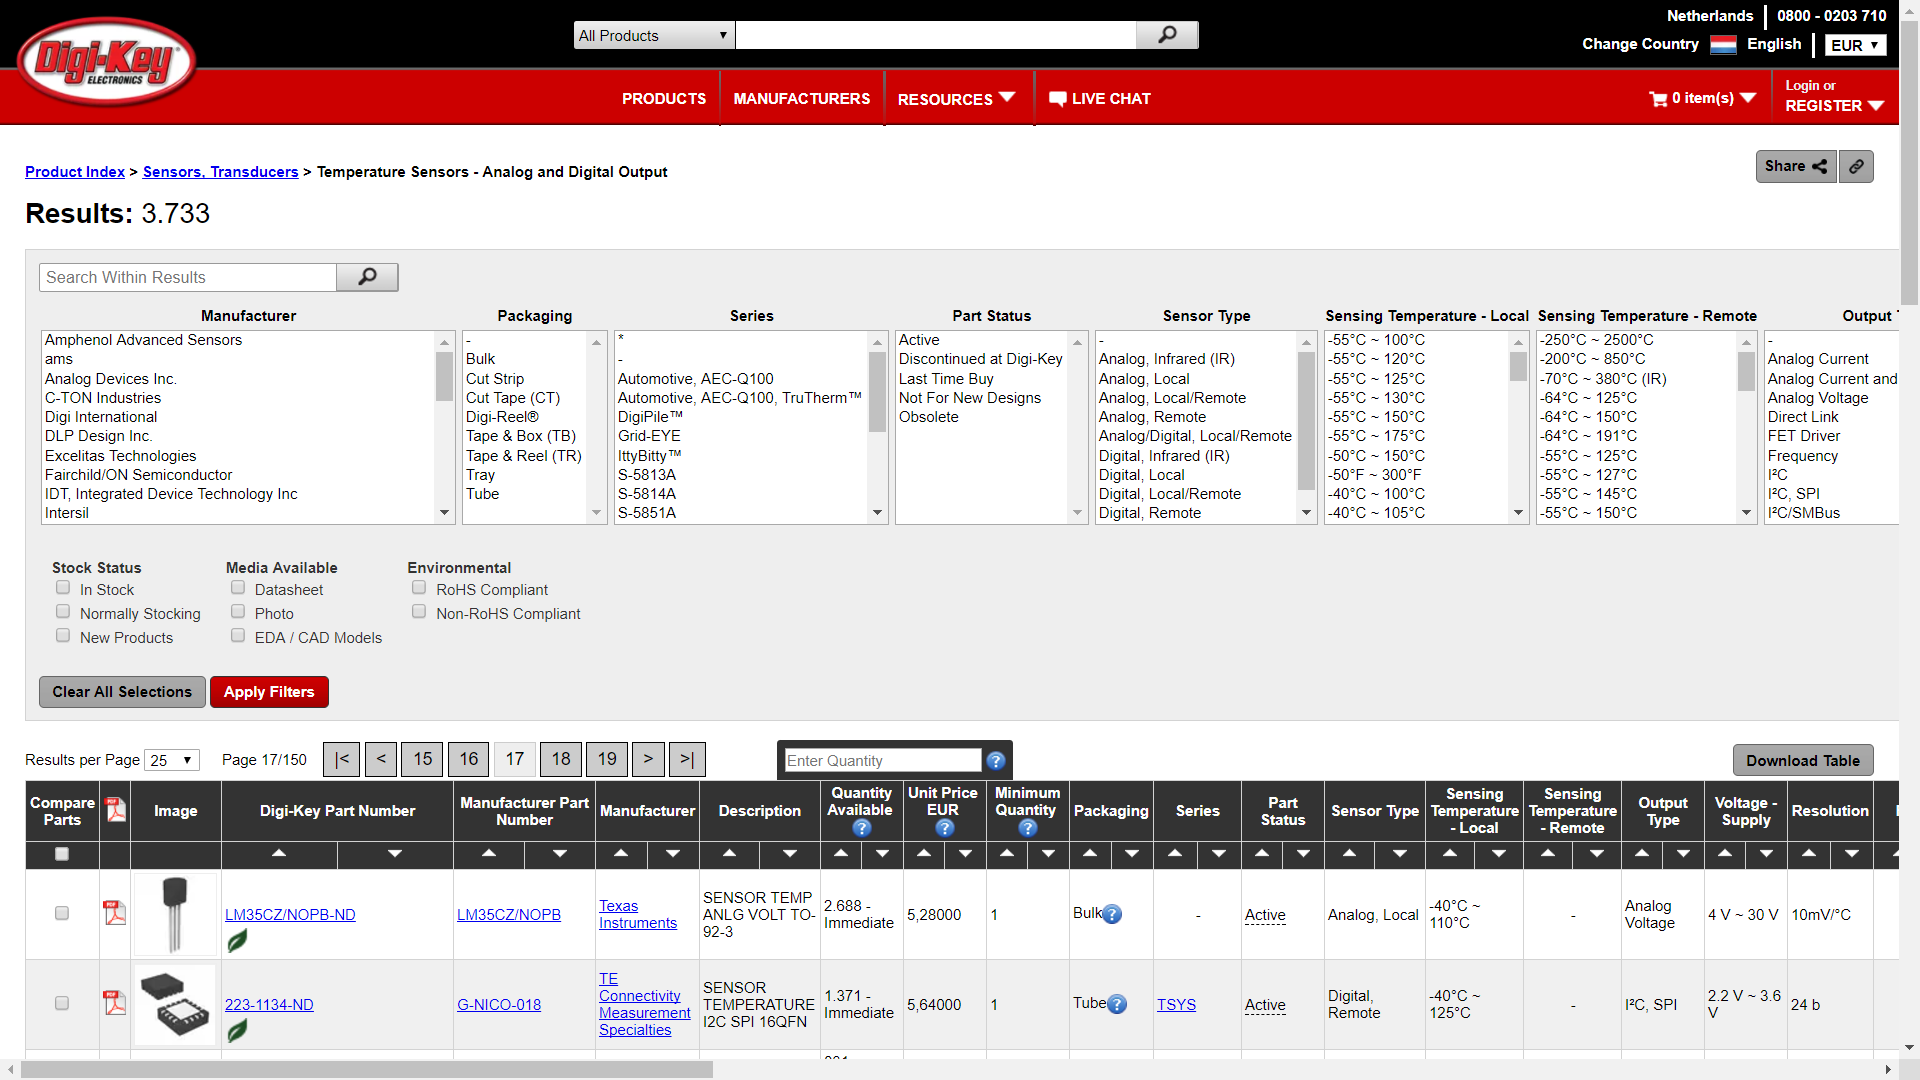 Netherlands 0800 - 0203 710
Digi-Key ELECTRONICS
All Products
Change Country English EUR
PRODUCTS MANUFACTURERS RESOURCES LIVE CHAT 0 item(s) Login or
REGISTER
Product Index > Sensors, Transducers > Temperature Sensors - Analog and Digital Output Share
Results: 3.733
Search Within Results
Manufacturer
Amphenol Advanced Sensors
ams
Analog Devices Inc.
C-TON Industries
Digi International
DLP Design Inc.
Excelitas Technologies
Fairchild/ON Semiconductor
IDT, Integrated Device Technology Inc
Intersil
Packaging
-
Bulk
Cut Strip
Cut Tape (CT)
Digi-Reel®
Tape & Box (TB)
Tape & Reel (TR)
Tray
Tube
Series
*
-
Automotive, AEC-Q100
Automotive, AEC-Q100, TruTherm™
DigiPile™
Grid-EYE
IttyBitty™
S-5813A
S-5814A
S-5851A
Part Status
Active
Discontinued at Digi-Key
Last Time Buy
Not For New Designs
Obsolete
Sensor Type
-
Analog, Infrared (IR)
Analog, Local
Analog, Local/Remote
Analog, Remote
Analog/Digital, Local/Remote
Digital, Infrared (IR)
Digital, Local
Digital, Local/Remote
Digital, Remote
Sensing Temperature - Local
-55°C ~ 100°C
-55°C ~ 120°C
-55°C ~ 125°C
-55°C ~ 130°C
-55°C ~ 150°C
-55°C ~ 175°C
-50°C ~ 150°C
-50°F ~ 300°F
-40°C ~ 100°C
-40°C ~ 105°C
Sensing Temperature - Remote
-250°C ~ 2500°C
-200°C ~ 850°C
-70°C ~ 380°C (IR)
-64°C ~ 125°C
-64°C ~ 150°C
-64°C ~ 191°C
-55°C ~ 125°C
-55°C ~ 127°C
-55°C ~ 145°C
-55°C ~ 150°C
Output
-
Analog Current
Analog Current and
Analog Voltage
Direct Link
FET Driver
Frequency
I²C
I²C, SPI
I²C/SMBus
Stock Status
In Stock
Normally Stocking
New Products
Media Available
Datasheet
Photo
EDA / CAD Models
Environmental
RoHS Compliant
Non-RoHS Compliant
Clear All Selections Apply Filters
Results per Page 25 Page 17/150 |< < 15 16 17 18 19 > >| Enter Quantity ? Download Table
Compare
Parts
PDF
Image
Digi-Key Part Number
Manufacturer Part
Number
Manufacturer
Description
Quantity
Available
?
Unit Price
EUR
?
Minimum
Quantity
?
Packaging
Series
Part
Status
Sensor Type
Sensing
Temperature
- Local
Sensing
Temperature
- Remote
Output
Type
Voltage -
Supply
Resolution
PDF
LM35CZ/NOPB-ND
LM35CZ/NOPB
Texas
Instruments
SENSOR TEMP
ANLG VOLT TO-
92-3
2.688 -
Immediate
5,28000
1
Bulk ?
-
Active
Analog, Local
-40°C ~
110°C
-
Analog
Voltage
4 V ~ 30 V
10mV/°C
PDF
223-1134-ND
G-NICO-018
TE
Connectivity
Measurement
Specialties
SENSOR
TEMPERATURE
I2C SPI 16QFN
1.371 -
Immediate
5,64000
1
Tube ?
TSYS
Active
Digital,
Remote
-40°C ~
125°C
-
I²C, SPI
2.2 V ~ 3.6
V
24 b